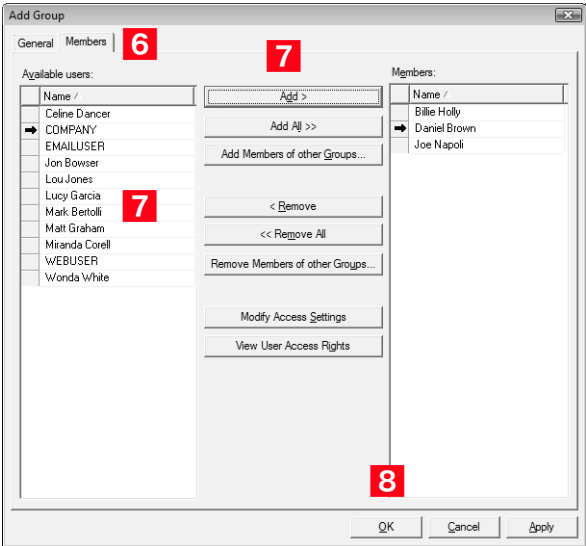 Add Group
General Members 6
7
Available users:
Name
Celine Dancer
COMPANY
EMAILUSER
Jon Bowser
Lou Jones
Lucy Garcia
Mark Bertolli
Matt Graham
Miranda Corell
WEBUSER
Wonda White
7
Add >
Add All >>
Add Members of other Groups...
< Remove
<< Remove All
Remove Members of other Groups...
Modify Access Settings
View User Access Rights
Members:
Name
Billie Holly
Daniel Brown
Joe Napoli
8
OK Cancel Apply